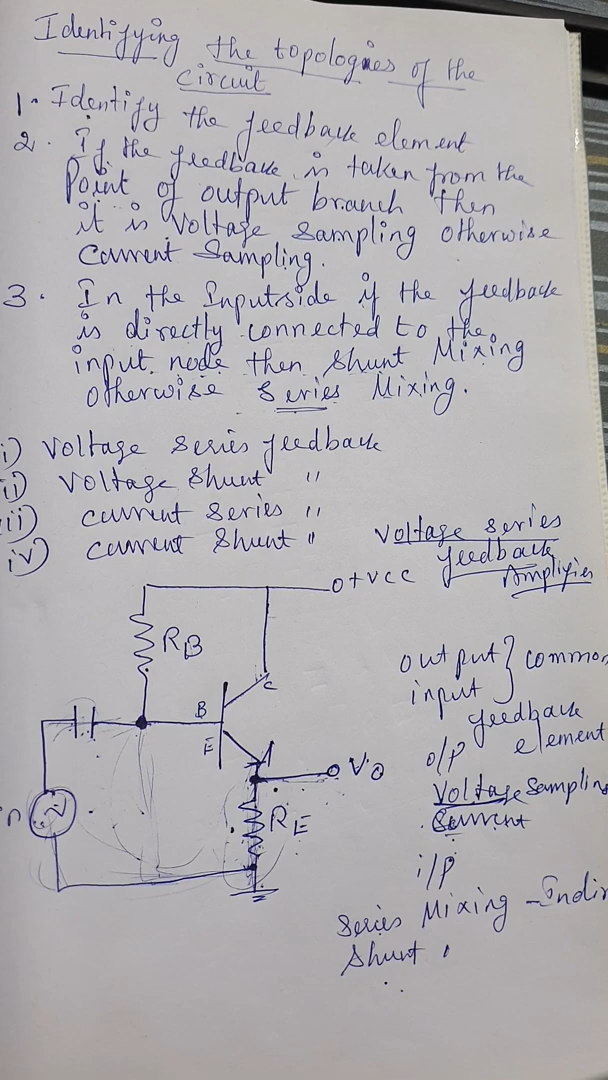 Identifying the topologies of the
circuit
1. Identify the feedback element
2. If the feedback is taken from the
Point of output branch then
it is Voltage sampling otherwise
Current Sampling.
3. In the Inputside if the feedback
is directly connected to the
input node then Shunt Mixing
otherwise Series Mixing.
i) Voltage series feedback
ii) Voltage Shunt "
iii) current series "
iv) current Shunt "
Voltage series
feedback
Amplifier
o+VCC
RB
C
B
E
Vo
RE
output } common
input
feedback
element
o/p
Voltage Sampling
Current
i/p
Series Mixing -
Shunt "